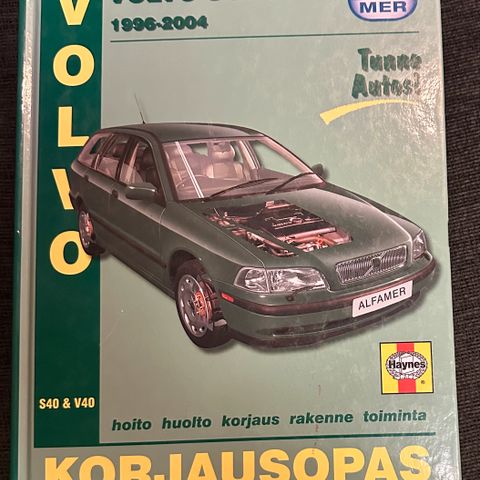 VOLVO
1996-2004
MER
Tunne
Autosi
ALFAMER
Haynes
S40 & V40
hoito huolto korjaus rakenne toiminta
KORJAUSOPAS